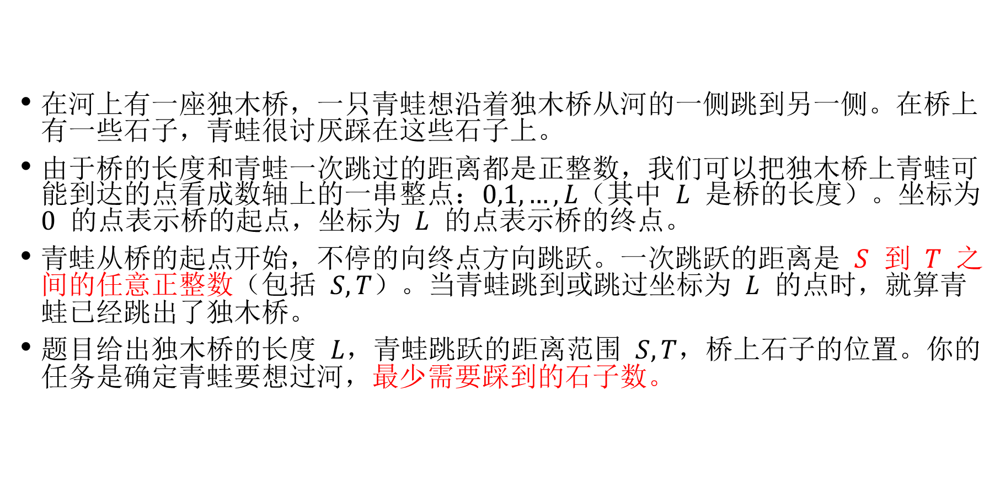 • 在河上有一座独木桥，一只青蛙想沿着独木桥从河的一侧跳到另一侧。在桥上
有一些石子，青蛙很讨厌踩在这些石子上。
• 由于桥的长度和青蛙一次跳过的距离都是正整数，我们可以把独木桥上青蛙可
能到达的点看成数轴上的一串整点：0,1,…,L（其中 L 是桥的长度）。坐标为
0 的点表示桥的起点，坐标为 L 的点表示桥的终点。
• 青蛙从桥的起点开始，不停的向终点方向跳跃。一次跳跃的距离是 S 到 T 之
间的任意正整数（包括 S,T）。当青蛙跳到或跳过坐标为 L 的点时，就算青
蛙已经跳出了独木桥。
• 题目给出独木桥的长度 L，青蛙跳跃的距离范围 S,T，桥上石子的位置。你的
任务是确定青蛙要想过河，最少需要踩到的石子数。